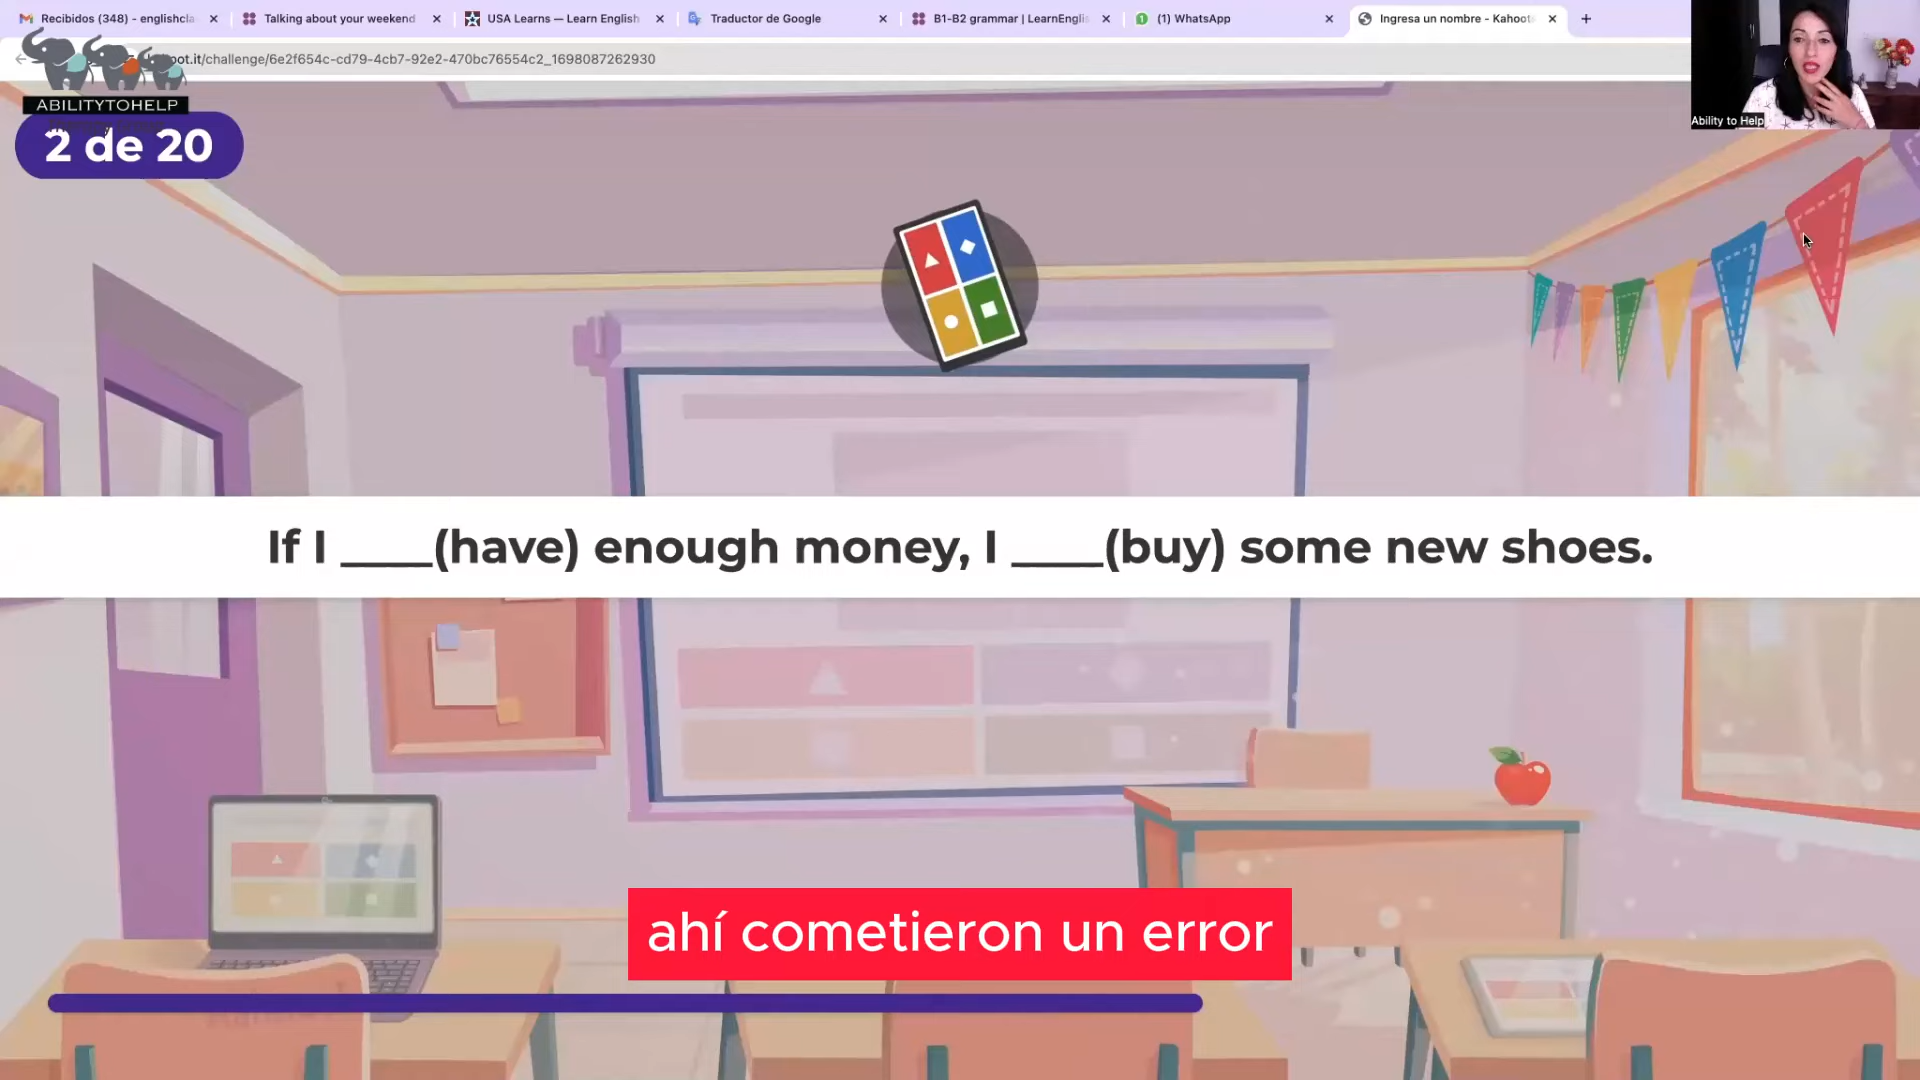 Recibidos (348) - englishcla
Talking about your weekend
USA Learns — Learn English
Traductor de Google
B1-B2 grammar | LearnEnglis
(1) WhatsApp
Ingresa un nombre - Kahoot
oot.it/challenge/6e2f654c-cd79-4cb7-92e2-470bc76554c2_1698087262930
ABILITYTOHELP
Ability to Help
2 de 20
If I ____(have) enough money, I ____(buy) some new shoes.
ahí cometieron un error